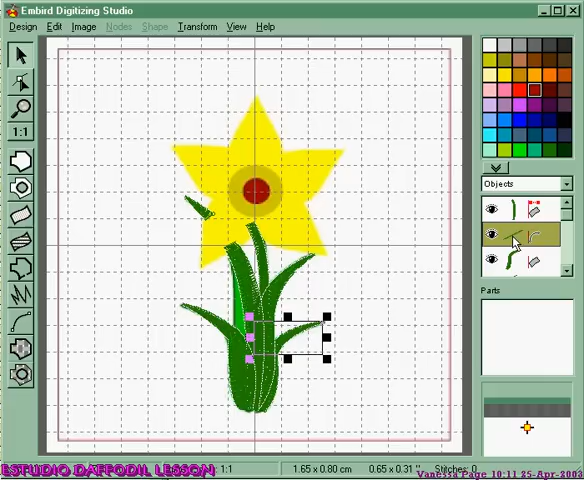 Embird Digitizing Studio
Design Edit Image Nodes Shape Transform View Help
1:1
Objects
Parts
1:1 1.65 x 0.80 cm 0.65 x 0.31 " Stitches: 0
ESTUDIO DAFFODIL LESSON
Vanessa Page 10:11 25-Apr-2003